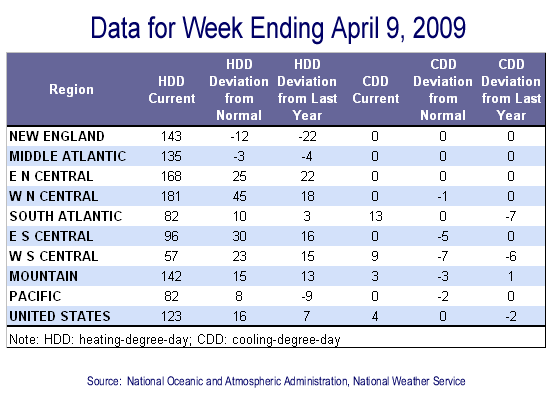 Data for Week Ending April 9, 2009
Region HDD Current HDD Deviation from Normal HDD Deviation from Last Year CDD Current CDD Deviation from Normal CDD Deviation from Last Year
NEW ENGLAND 143 -12 -22 0 0 0
MIDDLE ATLANTIC 135 -3 -4 0 0 0
E N CENTRAL 168 25 22 0 0 0
W N CENTRAL 181 45 18 0 -1 0
SOUTH ATLANTIC 82 10 3 13 0 -7
E S CENTRAL 96 30 16 0 -5 0
W S CENTRAL 57 23 15 9 -7 -6
MOUNTAIN 142 15 13 3 -3 1
PACIFIC 82 8 -9 0 -2 0
UNITED STATES 123 16 7 4 0 -2
Note: HDD: heating-degree-day; CDD: cooling-degree-day
Source: National Oceanic and Atmospheric Administration, National Weather Service